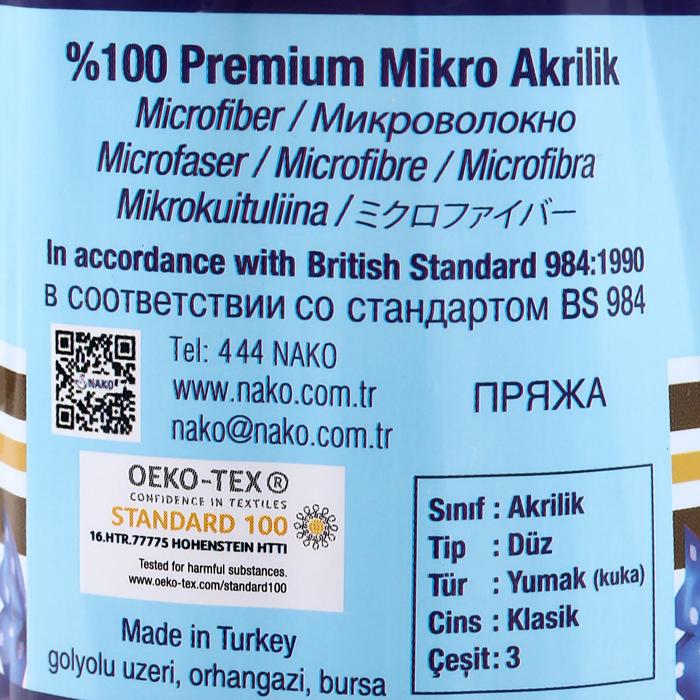 %100 Premium Mikro Akrilik
Microfiber / Микроволокно
Microfaser / Microfibre / Microfibra
Mikrokuituliina / ミクロファイバー
In accordance with British Standard 984:1990
в соответствии со стандартом BS 984
NAKO
Tel: 4 44 NAKO
www.nako.com.tr
nako@nako.com.tr
ПРЯЖА
OEKO-TEX®
CONFIDENCE IN TEXTILES
STANDARD 100
16.HTR.77775 HOHENSTEIN HTTI
Tested for harmful substances.
www.oeko-tex.com/standard100
Made in Turkey
golyolu uzeri, orhangazi, bursa
Sınıf : Akrilik
Tip : Düz
Tür : Yumak (kuka)
Cins : Klasik
Çeşit: 3